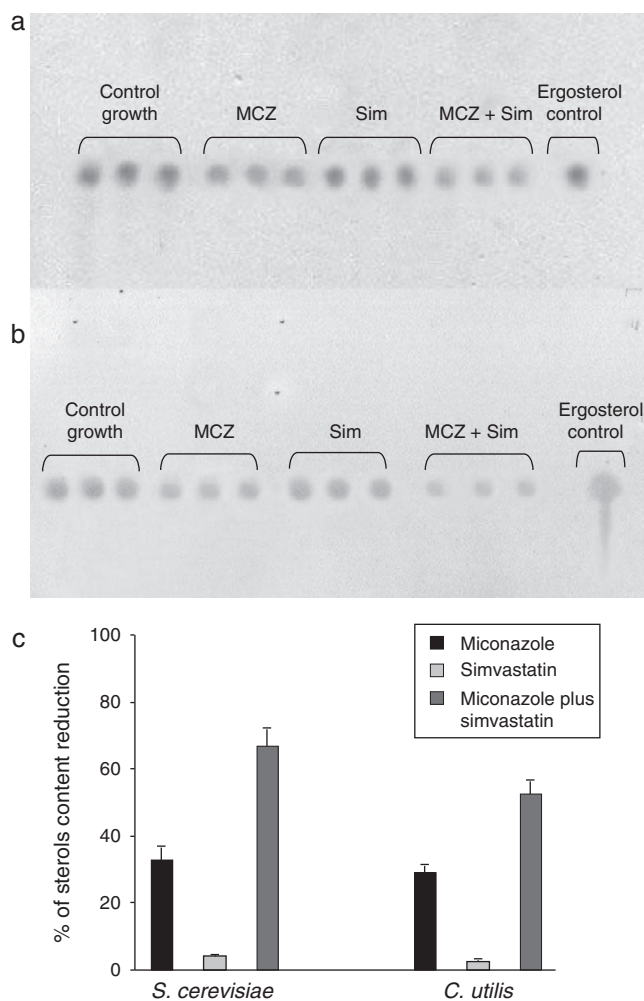 a
Control
growth
MCZ
Sim
MCZ + Sim
Ergosterol
control
b
Control
growth
MCZ
Sim
MCZ + Sim
Ergosterol
control
c
% of sterols content reduction
100
80
60
40
20
0
Miconazole
Simvastatin
Miconazole plus
simvastatin
S. cerevisiae
C. utilis